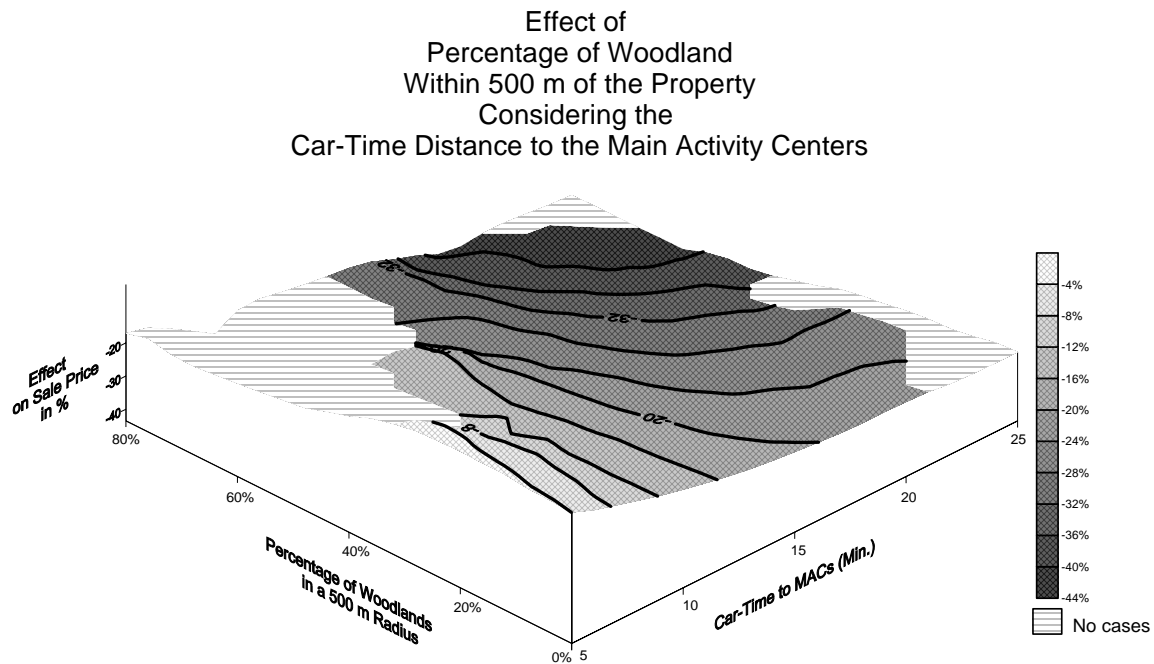 Effect of
Percentage of Woodland
Within 500 m of the Property
Considering the
Car-Time Distance to the Main Activity Centers
-32
-32
-20
-8
Effect
on Sale Price
in %
-20
-30
-40
80%
60%
40%
20%
0%
Percentage of Woodlands
in a 500 m Radius
5
10
15
20
25
Car-Time to MACs (Min.)
-4%
-8%
-12%
-16%
-20%
-24%
-28%
-32%
-36%
-40%
-44%
No cases